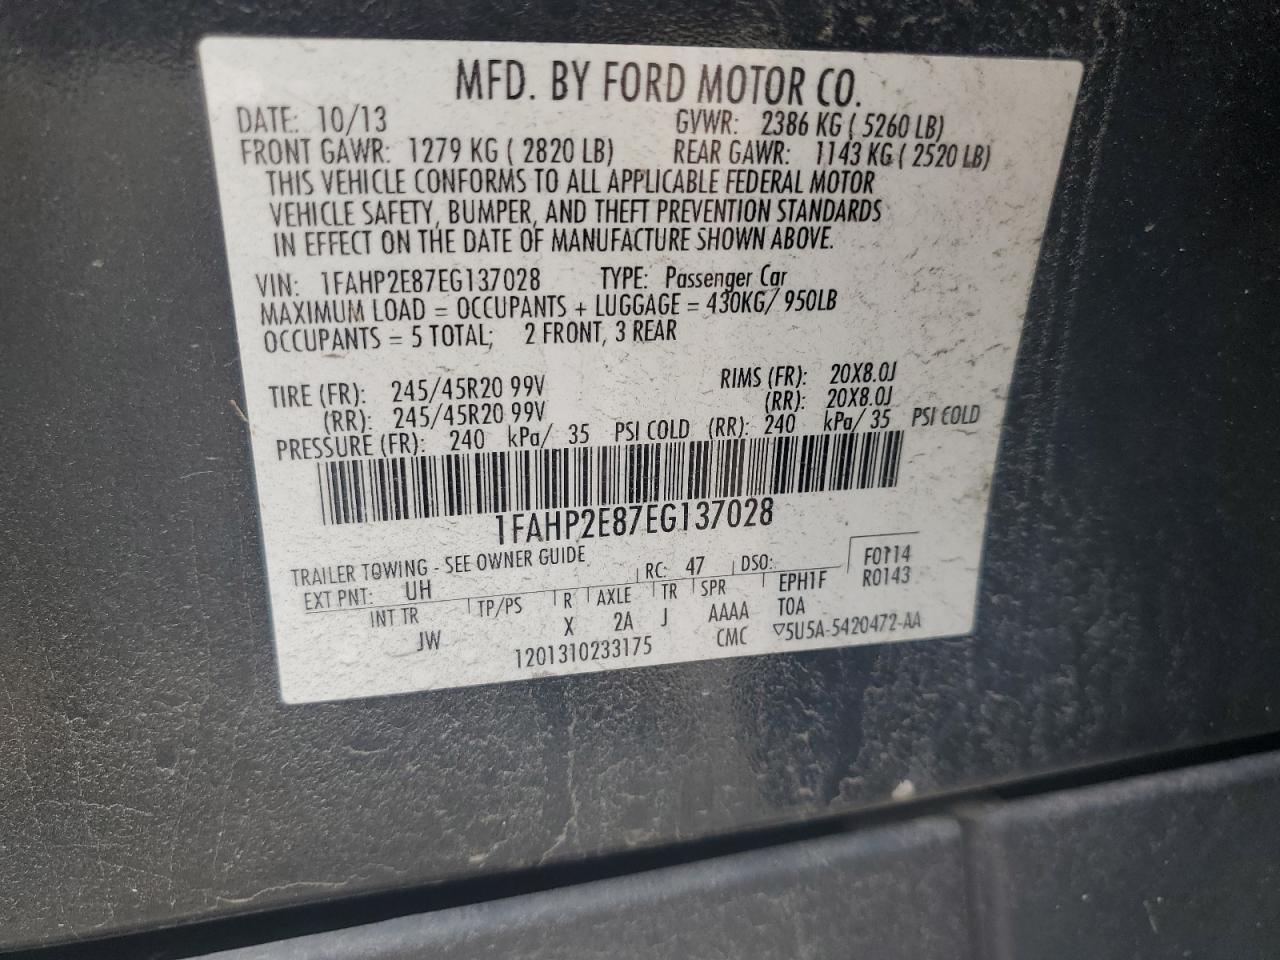 MFD. BY FORD MOTOR CO.
DATE: 10/13 GVWR: 2386 KG ( 5260 LB)
FRONT GAWR: 1279 KG ( 2820 LB) REAR GAWR: 1143 KG ( 2520 LB)
THIS VEHICLE CONFORMS TO ALL APPLICABLE FEDERAL MOTOR
VEHICLE SAFETY, BUMPER, AND THEFT PREVENTION STANDARDS
IN EFFECT ON THE DATE OF MANUFACTURE SHOWN ABOVE.
VIN: 1FAHP2E87EG137028 TYPE: Passenger Car
MAXIMUM LOAD = OCCUPANTS + LUGGAGE = 430KG/ 950LB
OCCUPANTS = 5 TOTAL; 2 FRONT, 3 REAR
TIRE (FR): 245/45R20 99V RIMS (FR): 20X8.0J
(RR): 245/45R20 99V (RR): 20X8.0J
PRESSURE (FR): 240 kPa/ 35 PSI COLD (RR): 240 kPa/ 35 PSI COLD
1FAHP2E87EG137028
TRAILER TOWING - SEE OWNER GUIDE
EXT PNT: UH RC: 47 DSO: F0114
R0143
INT TR TP/PS R AXLE TR SPR EPH1F
JW X 2A J AAAA T0A
1201310233175 CMC ▽5U5A-5420472-AA